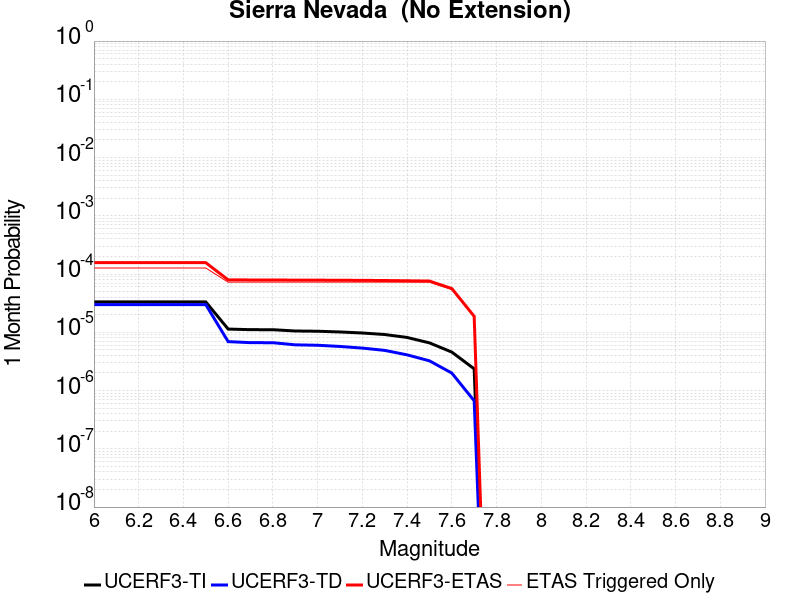 Sierra Nevada (No Extension)
10^0
10^-1
10^-2
10^-3
10^-4
10^-5
10^-6
10^-7
10^-8
1 Month Probability
6 6.2 6.4 6.6 6.8 7 7.2 7.4 7.6 7.8 8 8.2 8.4 8.6 8.8 9
Magnitude
UCERF3-TI UCERF3-TD UCERF3-ETAS ETAS Triggered Only